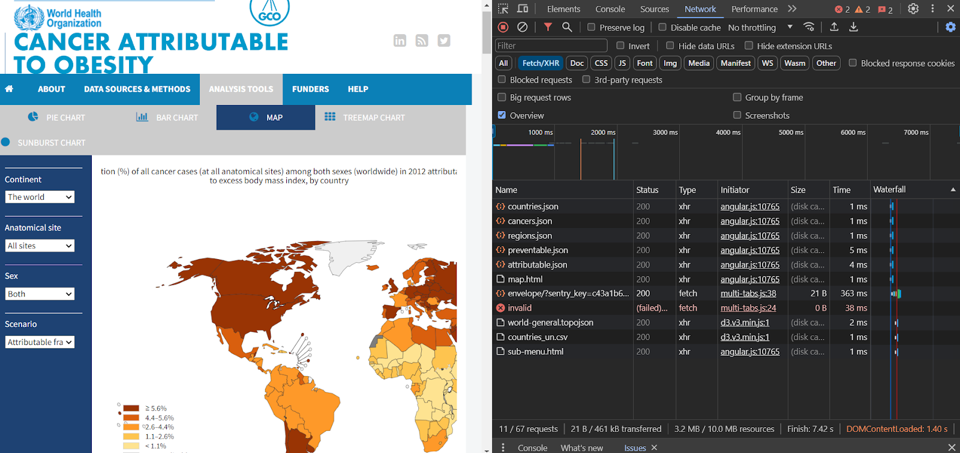 World Health
Organization
GCO
CANCER ATTRIBUTABLE
TO OBESITY
ABOUT DATA SOURCES & METHODS ANALYSIS TOOLS FUNDERS HELP
PIE CHART BAR CHART MAP TREEMAP CHART
SUNBURST CHART
Continent
The world
Anatomical site
All sites
Sex
Both
Scenario
Attributable fra
tion (%) of all cancer cases (at all anatomical sites) among both sexes (worldwide) in 2012 attributa
to excess body mass index, by country
≥ 5.6%
4.4–5.6%
2.6–4.4%
1.1–2.6%
< 1.1%
Elements Console Sources Network Performance » 2 2 2
Preserve log Disable cache No throttling
Filter Invert Hide data URLs Hide extension URLs
All Fetch/XHR Doc CSS JS Font Img Media Manifest WS Wasm Other Blocked response cookies
Blocked requests 3rd-party requests
Big request rows Group by frame
Overview Screenshots
1000 ms 2000 ms 3000 ms 4000 ms 5000 ms 6000 ms 7000 ms
Name Status Type Initiator Size Time Waterfall
countries.json 200 xhr angular.js:10765 (disk ca... 1 ms
cancers.json 200 xhr angular.js:10765 (disk ca... 1 ms
regions.json 200 xhr angular.js:10765 (disk ca... 1 ms
preventable.json 200 xhr angular.js:10765 (disk ca... 5 ms
attributable.json 200 xhr angular.js:10765 (disk ca... 4 ms
map.html 200 xhr angular.js:10765 (disk ca... 1 ms
envelope/?sentry_key=c43a1b6... 200 fetch multi-tabs.js:38 21 B 363 ms
invalid (failed)... fetch multi-tabs.js:24 0 B 38 ms
world-general.topojson 200 xhr d3.v3.min.js:1 (disk ca... 2 ms
countries_un.csv 200 xhr d3.v3.min.js:1 (disk ca... 1 ms
sub-menu.html 200 xhr angular.js:10765 (disk ca... 1 ms
11 / 67 requests 21 B / 461 kB transferred 3.2 MB / 10.0 MB resources Finish: 7.42 s DOMContentLoaded: 1.40 s
Console What's new Issues